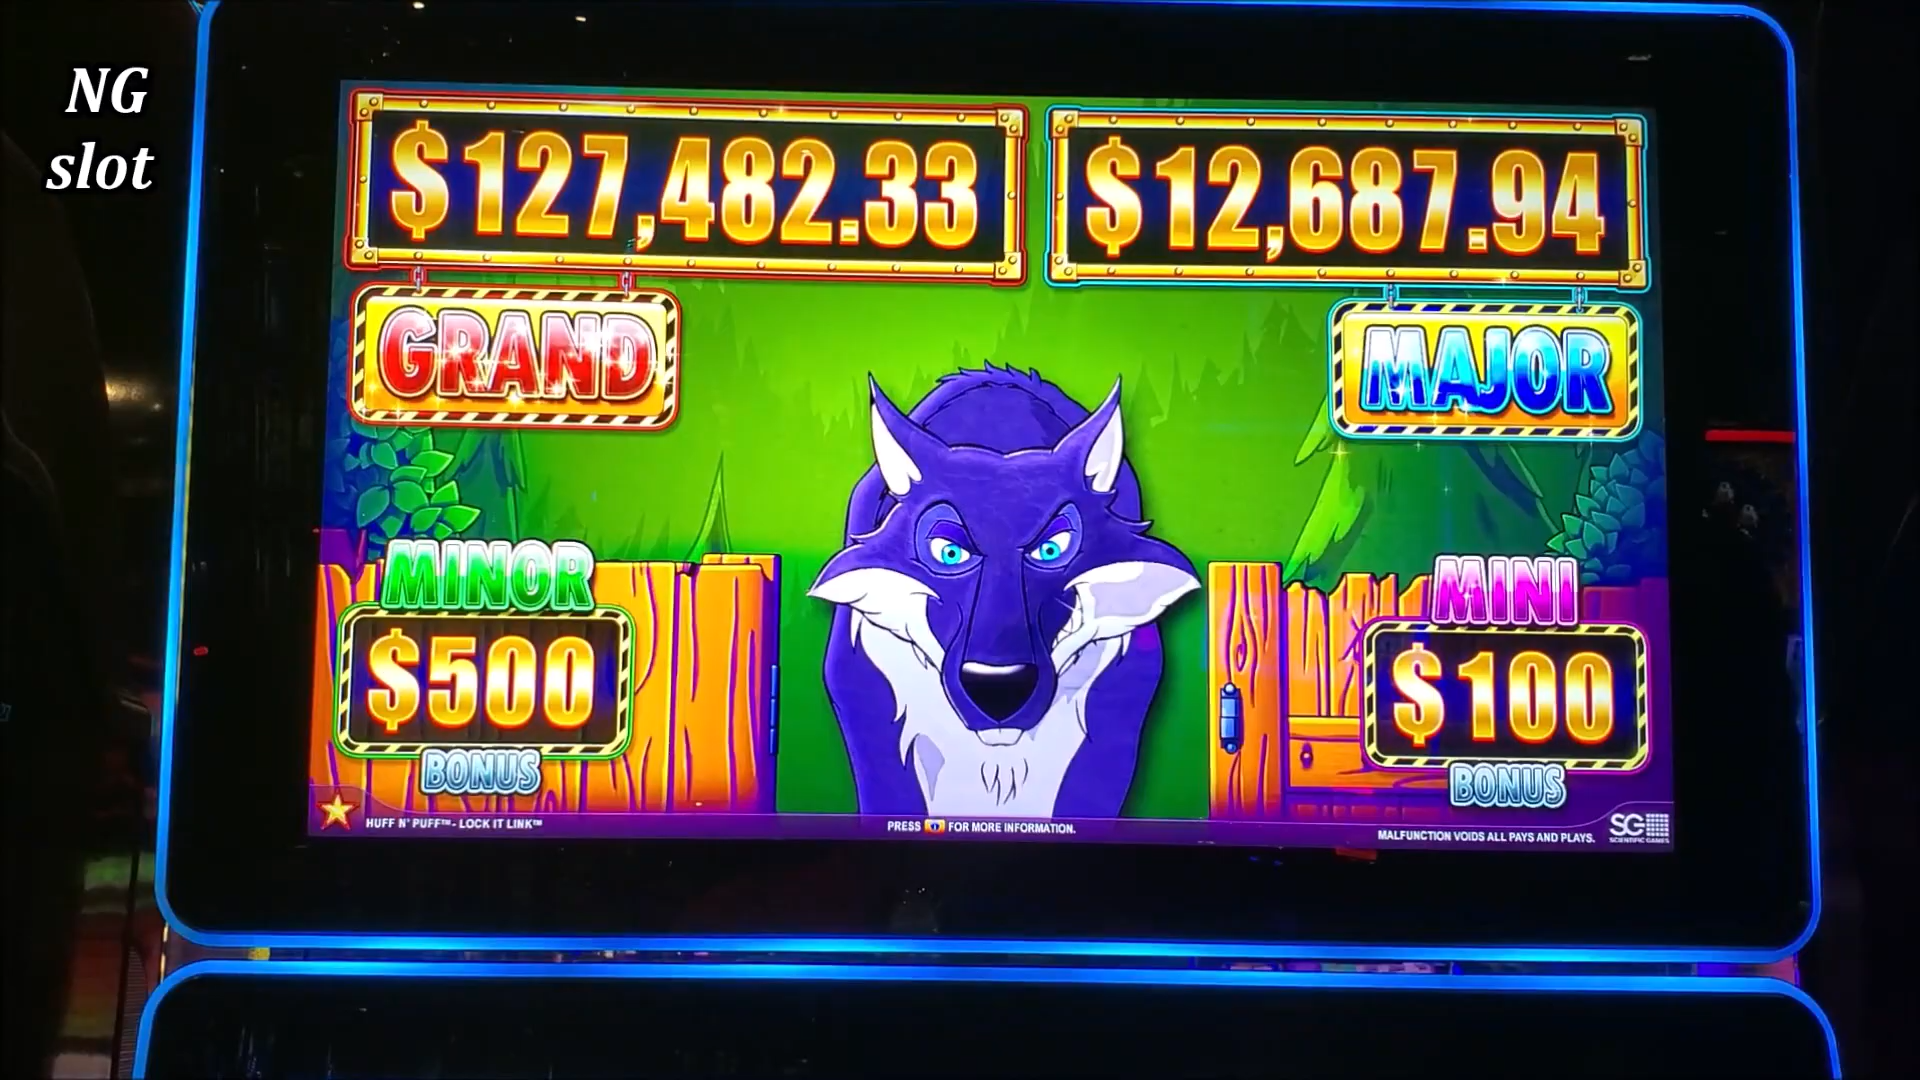 NG
slot
$127,482.33
$12,687.94
GRAND
MAJOR
MINOR
$500
BONUS
MINI
$100
BONUS
HUFF N' PUFF™ - LOCK IT LINK™
PRESS i FOR MORE INFORMATION.
MALFUNCTION VOIDS ALL PAYS AND PLAYS.
SG
SCIENTIFIC GAMES